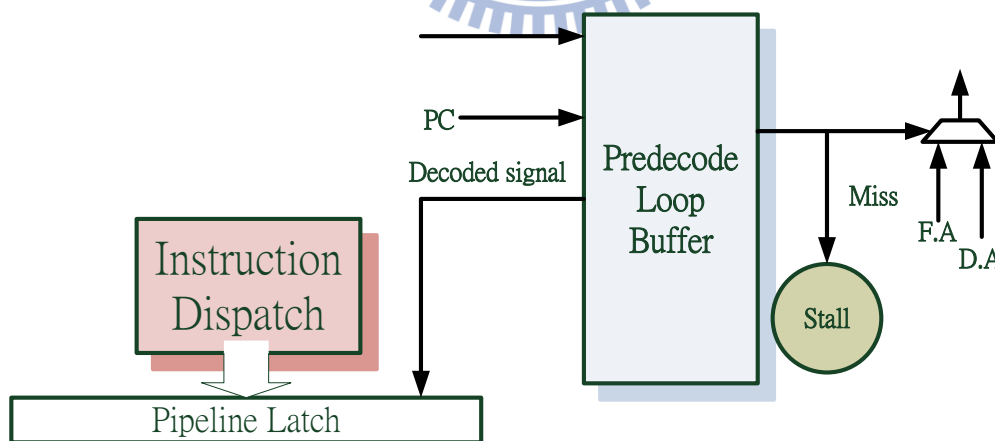 PC
Decoded signal
Predecode
Loop
Buffer
Miss
F.A
D.A
Instruction
Dispatch
Stall
Pipeline Latch